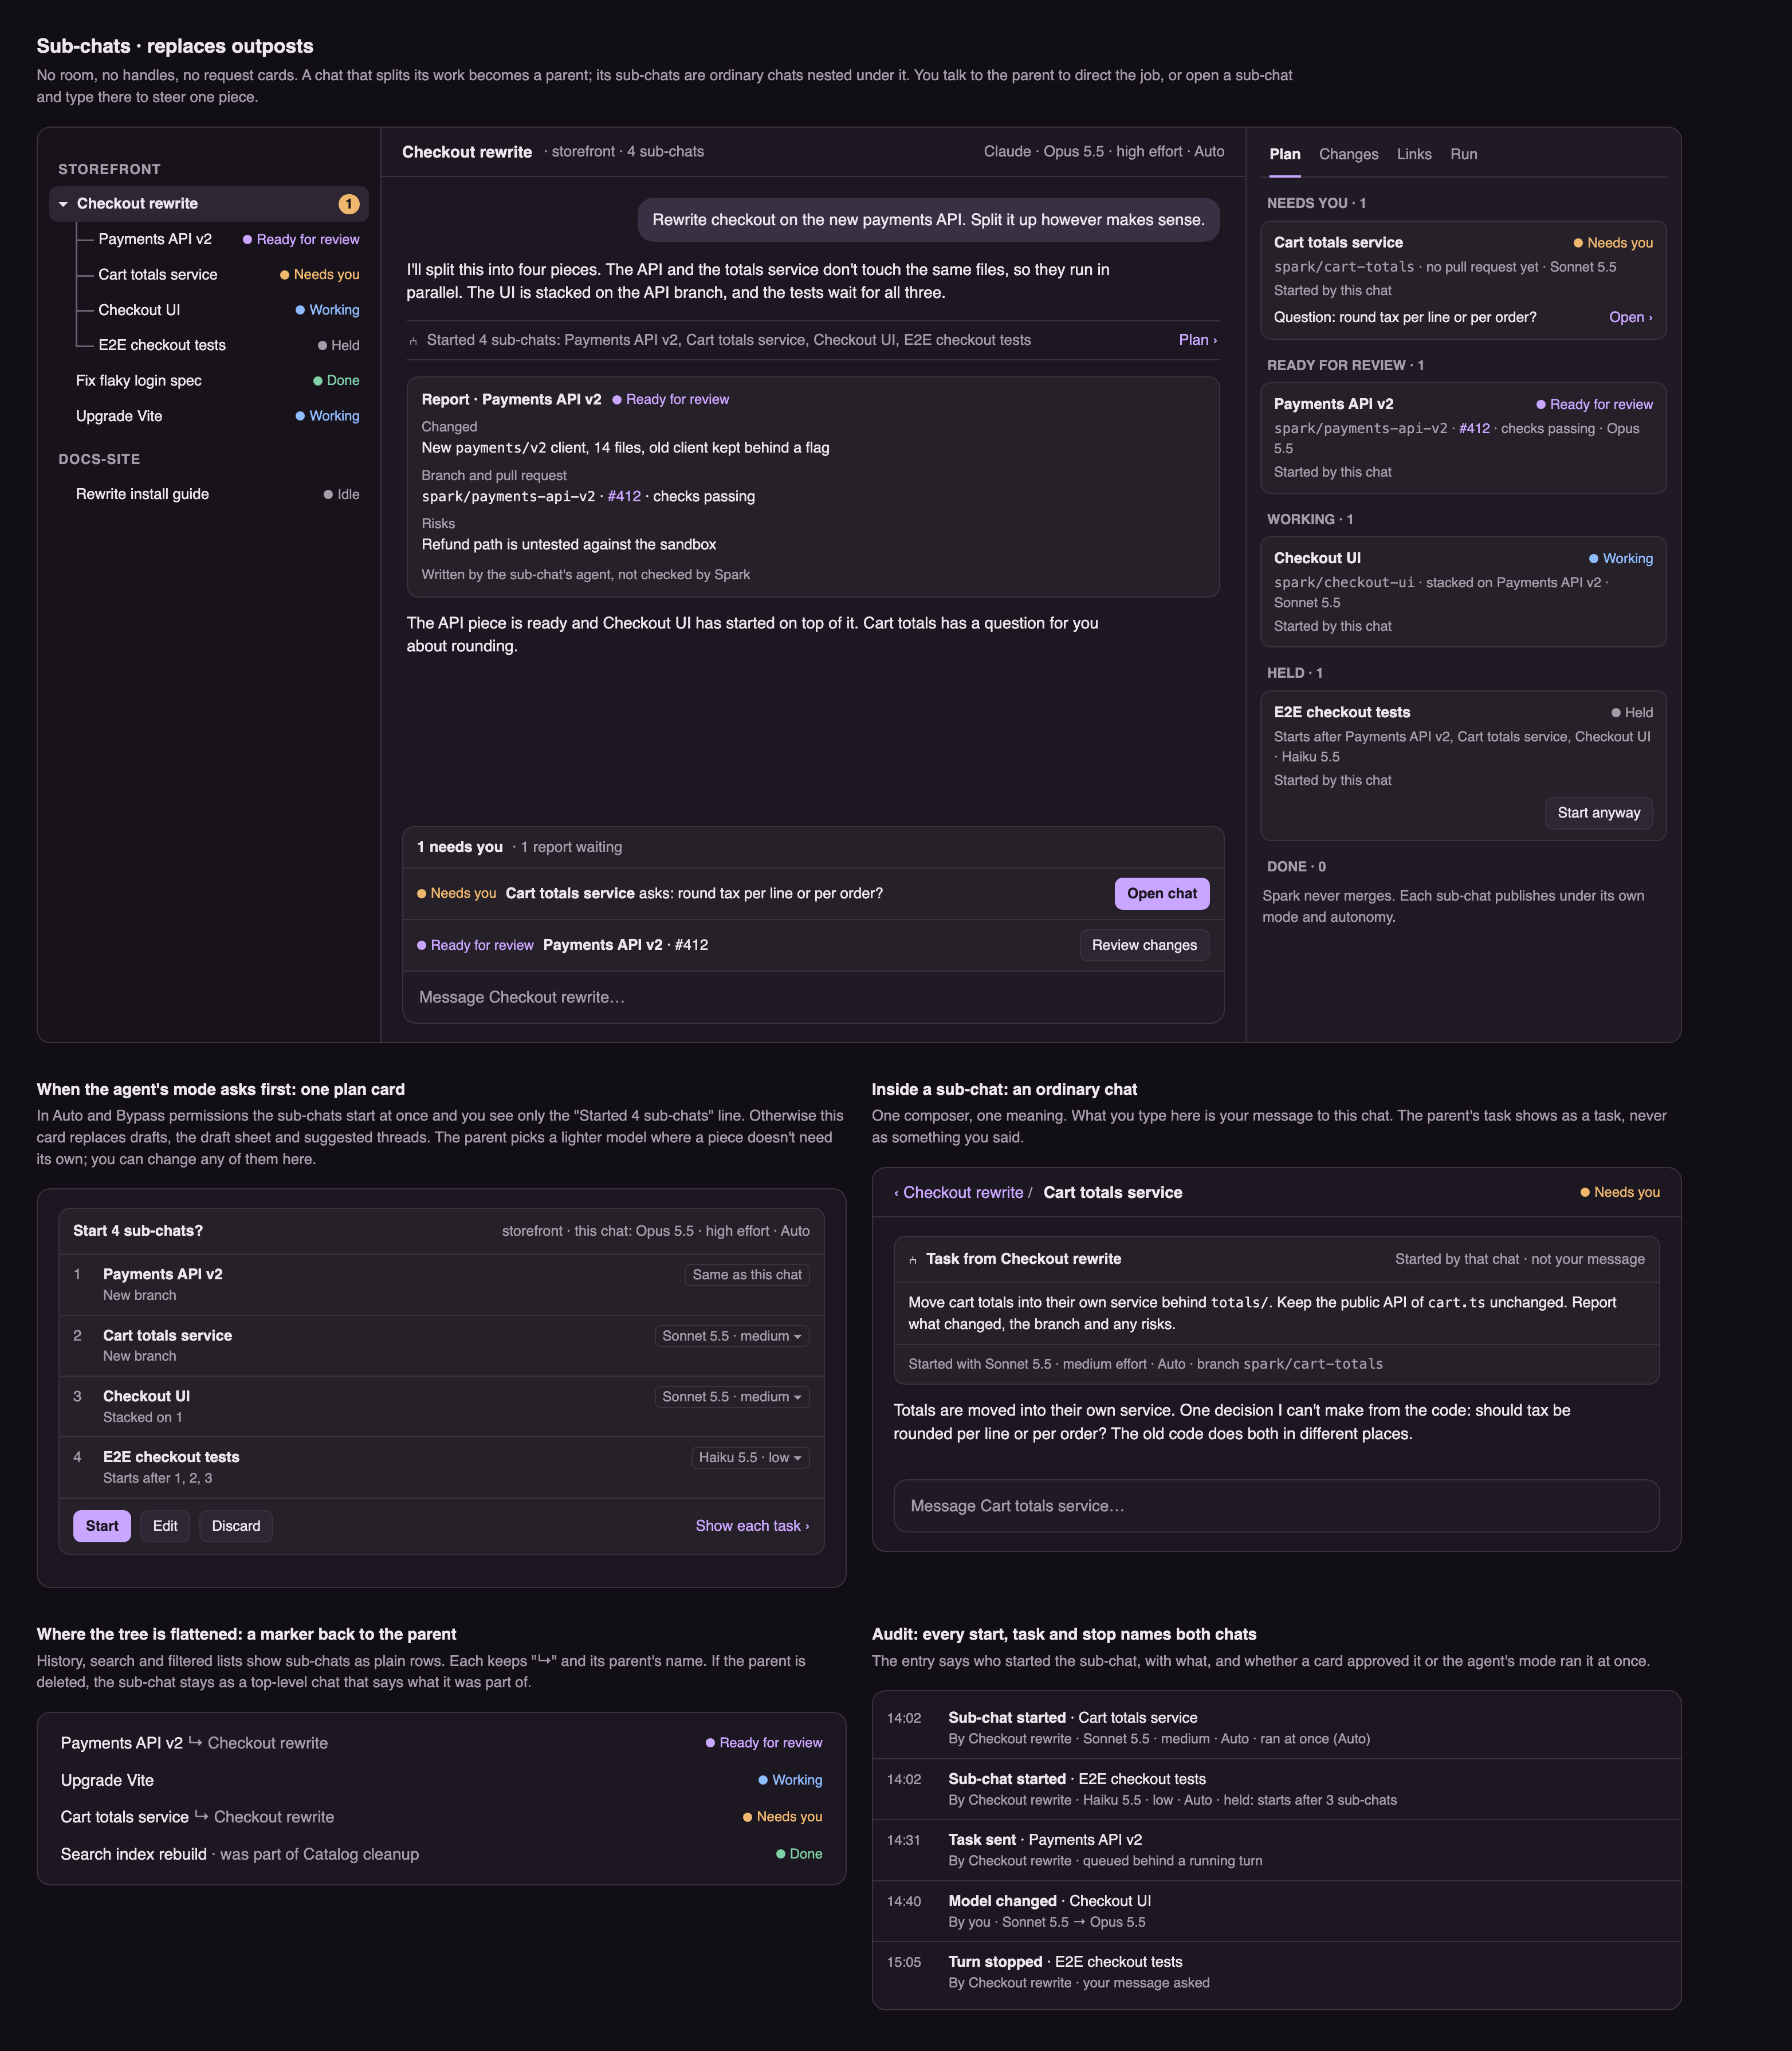 Sub-chats · replaces outposts
No room, no handles, no request cards. A chat that splits its work becomes a parent; its sub-chats are ordinary chats nested under it. You talk to the parent to direct the job, or open a sub-chat
and type there to steer one piece.
STOREFRONT
Checkout rewrite 1
Payments API v2 Ready for review
Cart totals service Needs you
Checkout UI Working
E2E checkout tests Held
Fix flaky login spec Done
Upgrade Vite Working
DOCS-SITE
Rewrite install guide Idle
Checkout rewrite · storefront · 4 sub-chats Claude · Opus 5.5 · high effort · Auto
Rewrite checkout on the new payments API. Split it up however makes sense.
I'll split this into four pieces. The API and the totals service don't touch the same files, so they run in
parallel. The UI is stacked on the API branch, and the tests wait for all three.
Started 4 sub-chats: Payments API v2, Cart totals service, Checkout UI, E2E checkout tests Plan ›
Report · Payments API v2 Ready for review
Changed
New payments/v2 client, 14 files, old client kept behind a flag
Branch and pull request
spark/payments-api-v2 · #412 · checks passing
Risks
Refund path is untested against the sandbox
Written by the sub-chat's agent, not checked by Spark
The API piece is ready and Checkout UI has started on top of it. Cart totals has a question for you
about rounding.
1 needs you · 1 report waiting
Needs you Cart totals service asks: round tax per line or per order? Open chat
Ready for review Payments API v2 · #412 Review changes
Message Checkout rewrite…
Plan Changes Links Run
NEEDS YOU · 1
Cart totals service Needs you
spark/cart-totals · no pull request yet · Sonnet 5.5
Started by this chat
Question: round tax per line or per order? Open ›
READY FOR REVIEW · 1
Payments API v2 Ready for review
spark/payments-api-v2 · #412 · checks passing · Opus
5.5
Started by this chat
WORKING · 1
Checkout UI Working
spark/checkout-ui · stacked on Payments API v2 ·
Sonnet 5.5
Started by this chat
HELD · 1
E2E checkout tests Held
Starts after Payments API v2, Cart totals service, Checkout UI
· Haiku 5.5
Started by this chat
Start anyway
DONE · 0
Spark never merges. Each sub-chat publishes under its own
mode and autonomy.
When the agent's mode asks first: one plan card
In Auto and Bypass permissions the sub-chats start at once and you see only the "Started 4 sub-chats" line. Otherwise this
card replaces drafts, the draft sheet and suggested threads. The parent picks a lighter model where a piece doesn't need
its own; you can change any of them here.
Start 4 sub-chats? storefront · this chat: Opus 5.5 · high effort · Auto
1 Payments API v2 Same as this chat
New branch
2 Cart totals service Sonnet 5.5 · medium
New branch
3 Checkout UI Sonnet 5.5 · medium
Stacked on 1
4 E2E checkout tests Haiku 5.5 · low
Starts after 1, 2, 3
Start Edit Discard Show each task ›
Inside a sub-chat: an ordinary chat
One composer, one meaning. What you type here is your message to this chat. The parent's task shows as a task, never
as something you said.
‹ Checkout rewrite / Cart totals service Needs you
Task from Checkout rewrite Started by that chat · not your message
Move cart totals into their own service behind totals/. Keep the public API of cart.ts unchanged. Report
what changed, the branch and any risks.
Started with Sonnet 5.5 · medium effort · Auto · branch spark/cart-totals
Totals are moved into their own service. One decision I can't make from the code: should tax be
rounded per line or per order? The old code does both in different places.
Message Cart totals service…
Where the tree is flattened: a marker back to the parent
History, search and filtered lists show sub-chats as plain rows. Each keeps "↳" and its parent's name. If the parent is
deleted, the sub-chat stays as a top-level chat that says what it was part of.
Payments API v2 ↳ Checkout rewrite Ready for review
Upgrade Vite Working
Cart totals service ↳ Checkout rewrite Needs you
Search index rebuild · was part of Catalog cleanup Done
Audit: every start, task and stop names both chats
The entry says who started the sub-chat, with what, and whether a card approved it or the agent's mode ran it at once.
14:02 Sub-chat started · Cart totals service
By Checkout rewrite · Sonnet 5.5 · medium · Auto · ran at once (Auto)
14:02 Sub-chat started · E2E checkout tests
By Checkout rewrite · Haiku 5.5 · low · Auto · held: starts after 3 sub-chats
14:31 Task sent · Payments API v2
By Checkout rewrite · queued behind a running turn
14:40 Model changed · Checkout UI
By you · Sonnet 5.5 → Opus 5.5
15:05 Turn stopped · E2E checkout tests
By Checkout rewrite · your message asked